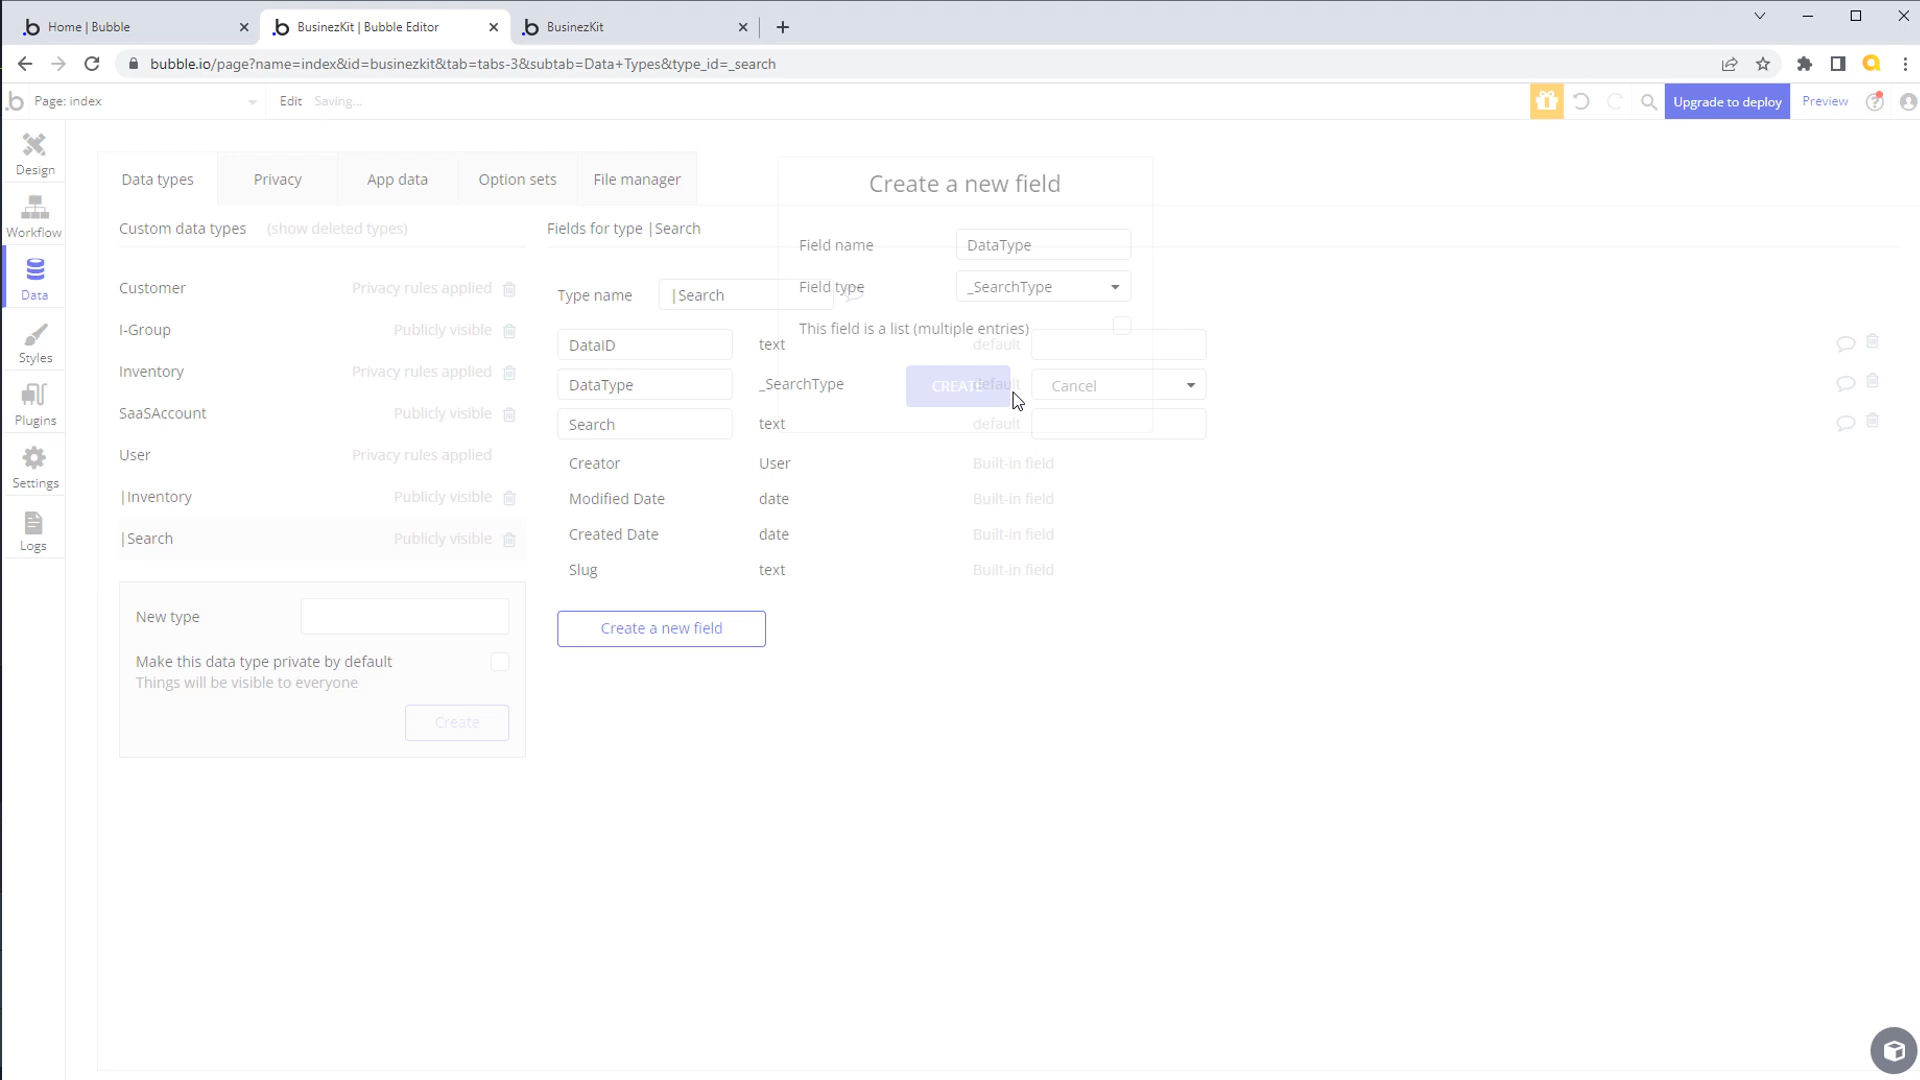 Home | Bubble
BusinezKit | Bubble Editor
BusinezKit
bubble.io/page?name=index&id=businezkit&tab=tabs-3&subtab=Data+Types&type_id=_search
Page: index
Edit
Saving...
Upgrade to deploy
Preview
Design
Workflow
Data
Styles
Plugins
Settings
Logs
Data types
Privacy
App data
Option sets
File manager
Custom data types
(show deleted types)
Customer
Privacy rules applied
I-Group
Publicly visible
Inventory
Privacy rules applied
SaaSAccount
Publicly visible
User
Privacy rules applied
|Inventory
Publicly visible
|Search
Publicly visible
New type
Make this data type private by default
Things will be visible to everyone
Create
Fields for type |Search
Type name
|Search
DataID
text
default
DataType
_SearchType
default
Search
text
default
Creator
User
Built-in field
Modified Date
date
Built-in field
Created Date
date
Built-in field
Slug
text
Built-in field
Create a new field
Create a new field
Field name
DataType
Field type
_SearchType
This field is a list (multiple entries)
CREATE
Cancel